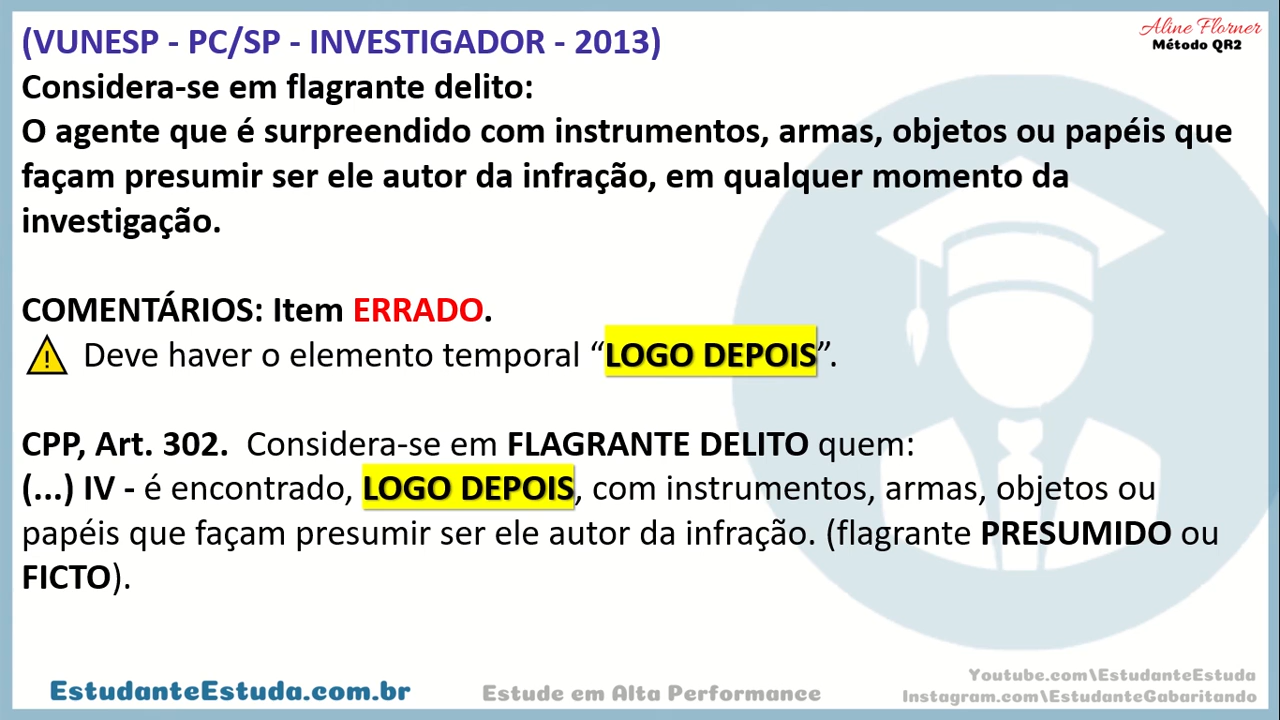 (VUNESP - PC/SP - INVESTIGADOR - 2013)
Aline Florner
Método QR2
Considera-se em flagrante delito:
O agente que é surpreendido com instrumentos, armas, objetos ou papéis que
façam presumir ser ele autor da infração, em qualquer momento da
investigação.
COMENTÁRIOS: Item ERRADO.
Deve haver o elemento temporal “LOGO DEPOIS”.
CPP, Art. 302. Considera-se em FLAGRANTE DELITO quem:
(...) IV - é encontrado, LOGO DEPOIS, com instrumentos, armas, objetos ou
papéis que façam presumir ser ele autor da infração. (flagrante PRESUMIDO ou
FICTO).
EstudanteEstuda.com.br
Estude em Alta Performance
Youtube.com\EstudanteEstuda
Instagram.com\EstudanteGabaritando